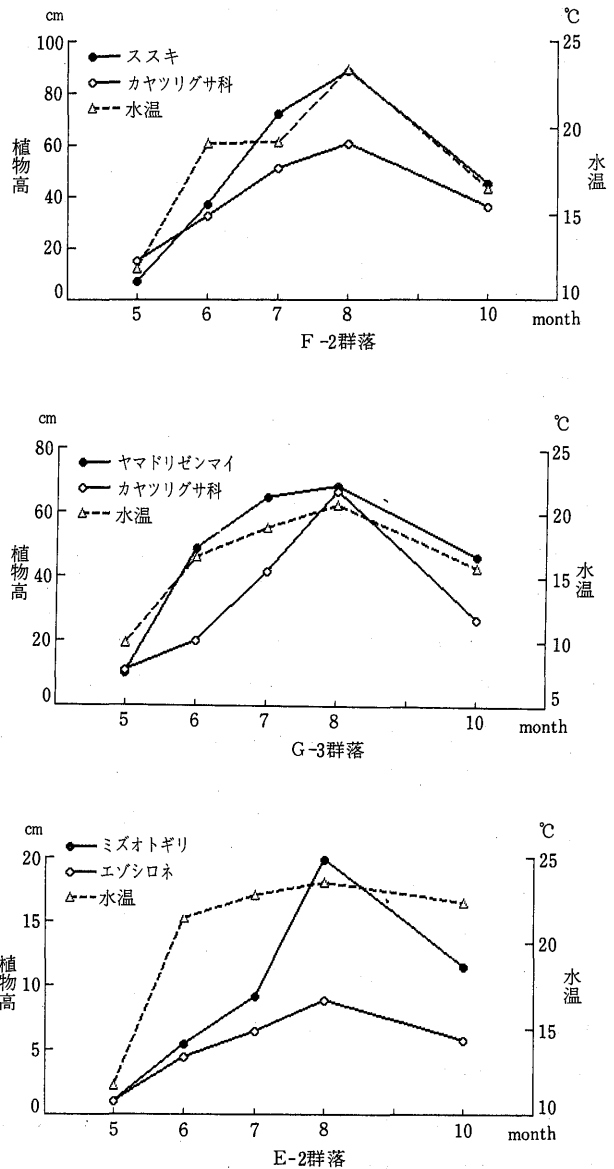 cm
℃
100
80
60
40
20
0
植物高
ススキ
カヤツリグサ科
水温
25
20
15
10
水温
5 6 7 8 10 month
F-2群落
cm
℃
80
60
40
20
0
植物高
ヤマドリゼンマイ
カヤツリグサ科
水温
25
20
15
10
5
水温
5 6 7 8 10 month
G-3群落
cm
℃
20
15
10
5
0
植物高
ミズオトギリ
エゾシロネ
水温
25
20
15
10
水温
5 6 7 8 10 month
E-2群落